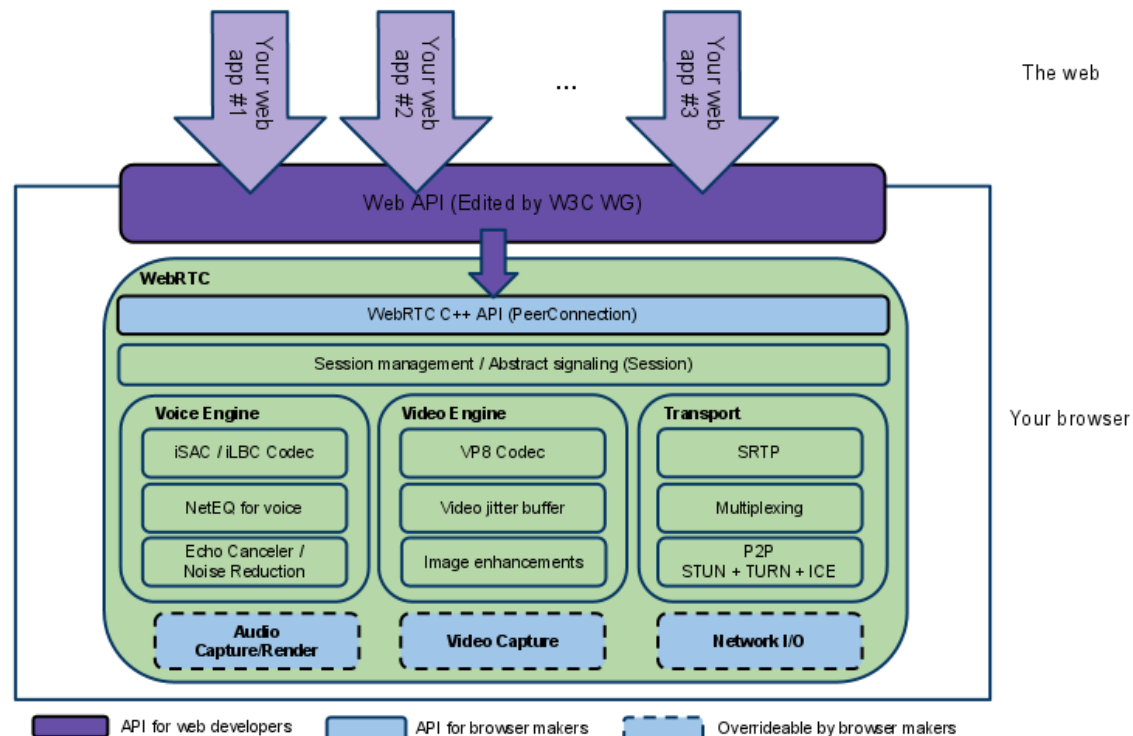 Your web
app #1
Your web
app #2
...
Your web
app #3
The web
Web API (Edited by W3C WG)
WebRTC
WebRTC C++ API (PeerConnection)
Session management / Abstract signaling (Session)
Your browser
Voice Engine
iSAC / iLBC Codec
NetEQ for voice
Echo Canceler /
Noise Reduction
Video Engine
VP8 Codec
Video jitter buffer
Image enhancements
Transport
SRTP
Multiplexing
P2P
STUN + TURN + ICE
Audio
Capture/Render
Video Capture
Network I/O
API for web developers
API for browser makers
Overrideable by browser makers